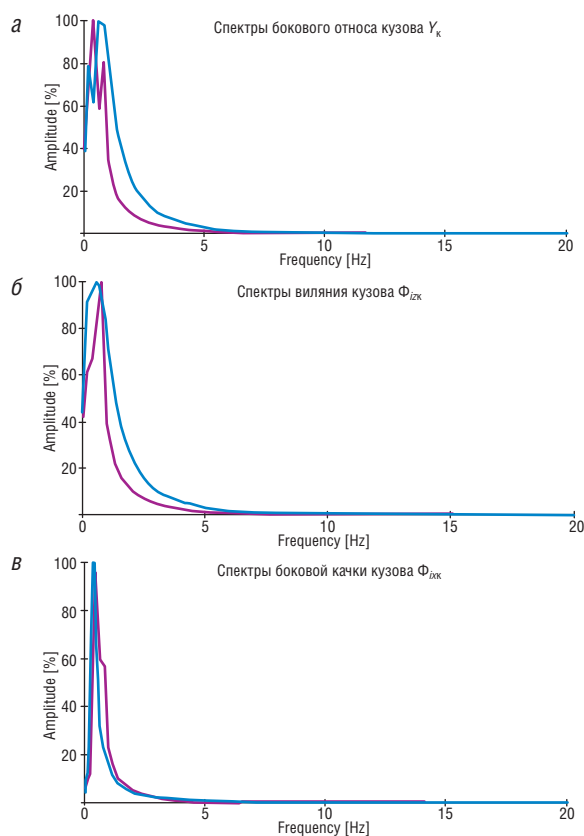 а
Спектры бокового относа кузова Yк
Amplitude [%]
100
80
60
40
20
0
5
10
15
20
Frequency [Hz]
б
Спектры виляния кузова Фizк
Amplitude [%]
100
80
60
40
20
0
5
10
15
20
Frequency [Hz]
в
Спектры боковой качки кузова Фixк
Amplitude [%]
100
80
60
40
20
0
5
10
15
20
Frequency [Hz]